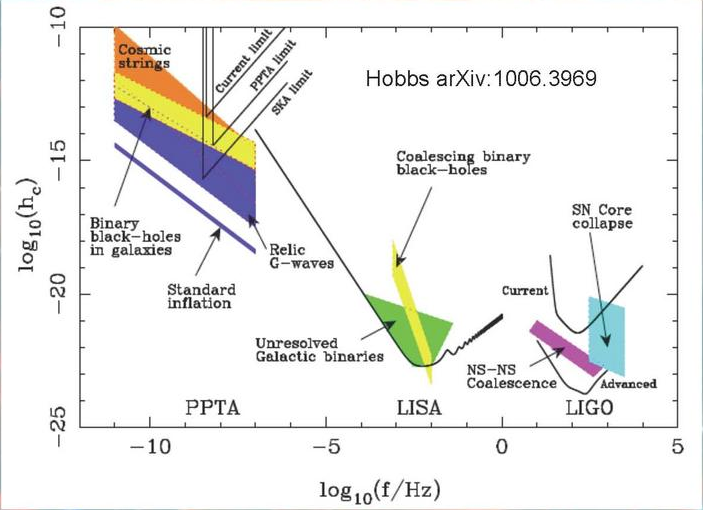 −10
Cosmic
strings
Current limit
PPTA limit
SKA limit
Hobbs arXiv:1006.3969
−15
Coalescing binary
black−holes
log10(hc)
SN Core
collapse
Binary
black−holes
in galaxies
Relic
G−waves
Standard
inflation
−20
Current
Unresolved
Galactic binaries
NS−NS
Coalescence
Advanced
−25
PPTA
LISA
LIGO
−10
−5
0
5
log10(f/Hz)